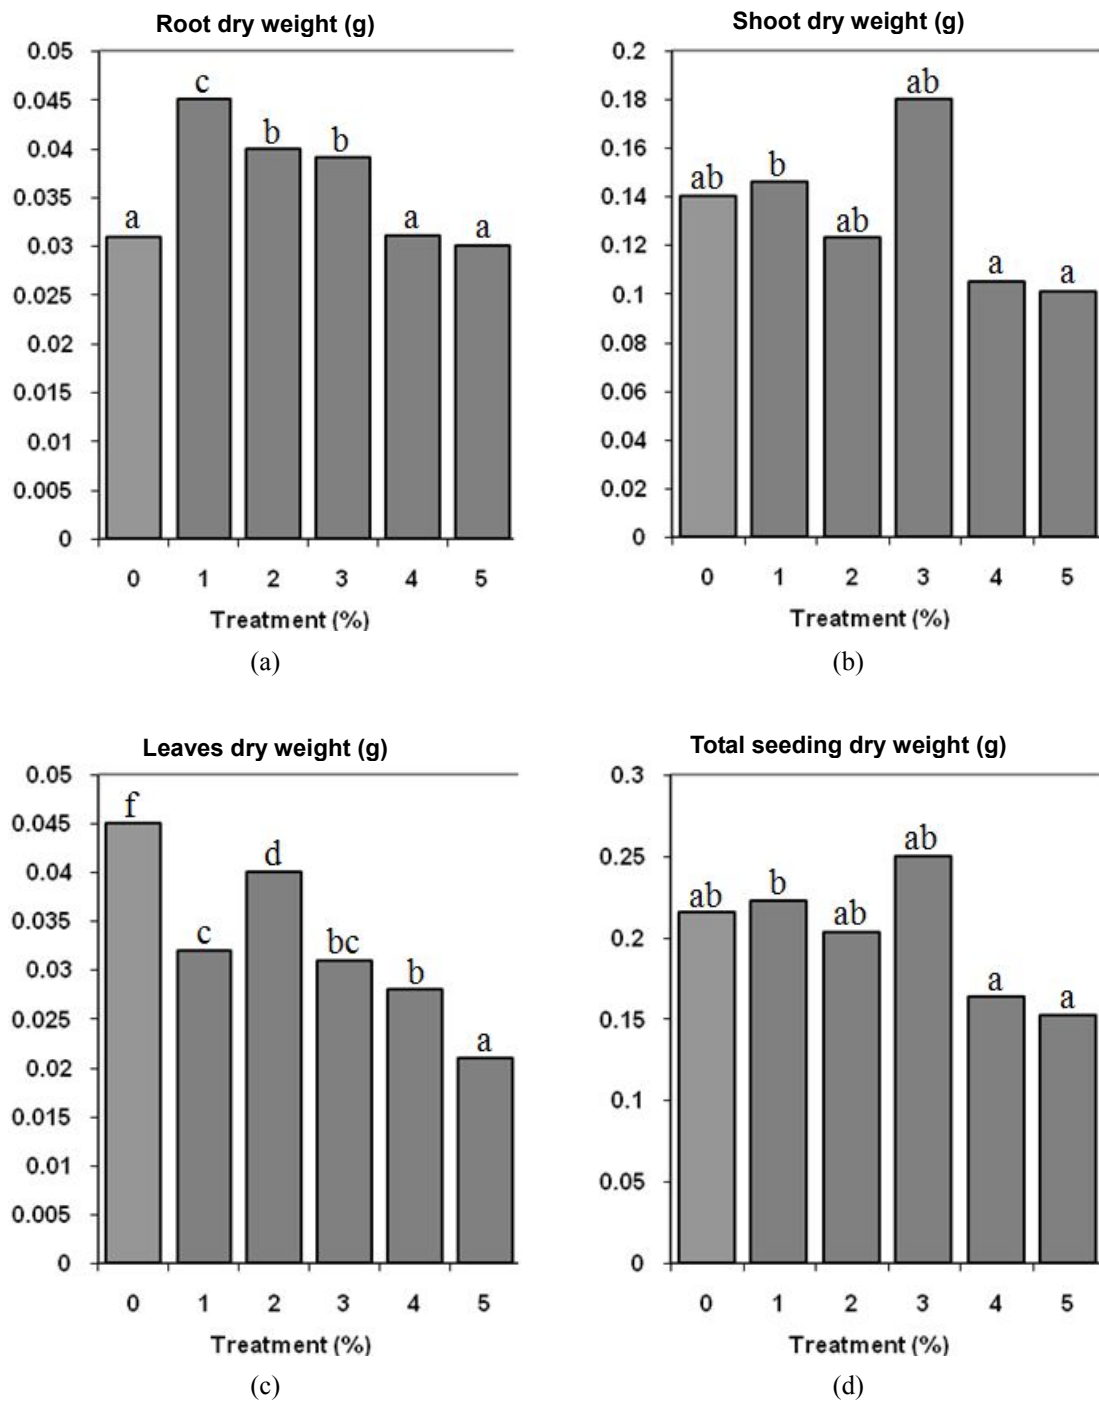 Root dry weight (g)
0.05
0.045
0.04
0.035
0.03
0.025
0.02
0.015
0.01
0.005
0
a
c
b
b
a
a
0 1 2 3 4 5
Treatment (%)
(a)
Shoot dry weight (g)
0.2
0.18
0.16
0.14
0.12
0.1
0.08
0.06
0.04
0.02
0
ab
b
ab
ab
a
a
0 1 2 3 4 5
Treatment (%)
(b)
Leaves dry weight (g)
0.05
0.045
0.04
0.035
0.03
0.025
0.02
0.015
0.01
0.005
0
f
c
d
bc
b
a
0 1 2 3 4 5
Treatment (%)
(c)
Total seeding dry weight (g)
0.3
0.25
0.2
0.15
0.1
0.05
0
ab
b
ab
ab
a
a
0 1 2 3 4 5
Treatment (%)
(d)